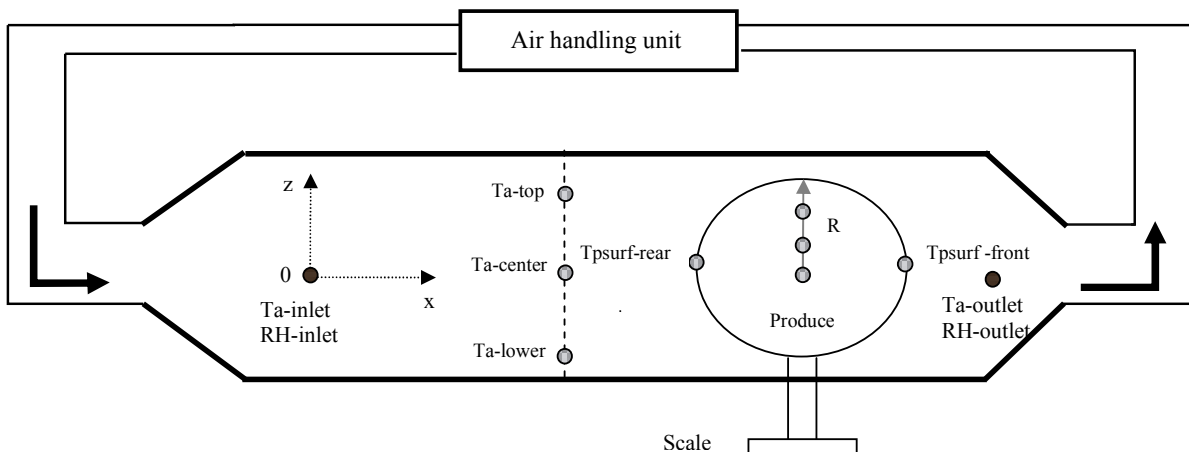 Air handling unit
z
Ta-top
R
Tpsurf-rear
Tpsurf -front
0
Ta-center
x
Ta-inlet
RH-inlet
Ta-outlet
RH-outlet
Produce
Ta-lower
Scale